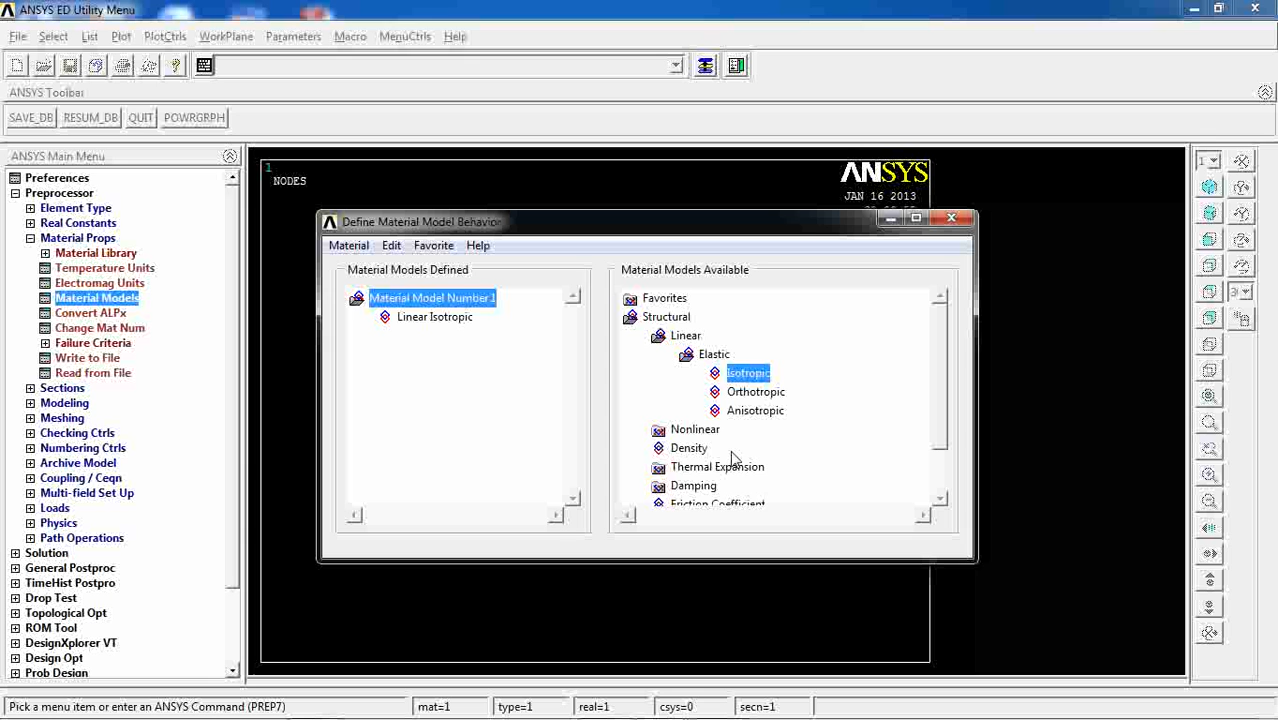 ANSYS ED Utility Menu
File Select List Plot PlotCtrls WorkPlane Parameters Macro MenuCtrls Help
ANSYS Toolbar
SAVE_DB RESUM_DB QUIT POWRGRPH
ANSYS Main Menu
Preferences
Preprocessor
Element Type
Real Constants
Material Props
Material Library
Temperature Units
Electromag Units
Material Models
Convert ALPx
Change Mat Num
Failure Criteria
Write to File
Read from File
Sections
Modeling
Meshing
Checking Ctrls
Numbering Ctrls
Archive Model
Coupling / Ceqn
Multi-field Set Up
Loads
Physics
Path Operations
Solution
General Postproc
TimeHist Postpro
Drop Test
Topological Opt
ROM Tool
DesignXplorer VT
Design Opt
Prob Design
1
NODES
ANSYS
JAN 16 2013
Define Material Model Behavior
Material Edit Favorite Help
Material Models Defined
Material Model Number 1
Linear Isotropic
Material Models Available
Favorites
Structural
Linear
Elastic
Isotropic
Orthotropic
Anisotropic
Nonlinear
Density
Thermal Expansion
Damping
Friction Coefficient
1
Pick a menu item or enter an ANSYS Command (PREP7) mat=1 type=1 real=1 csys=0 secn=1